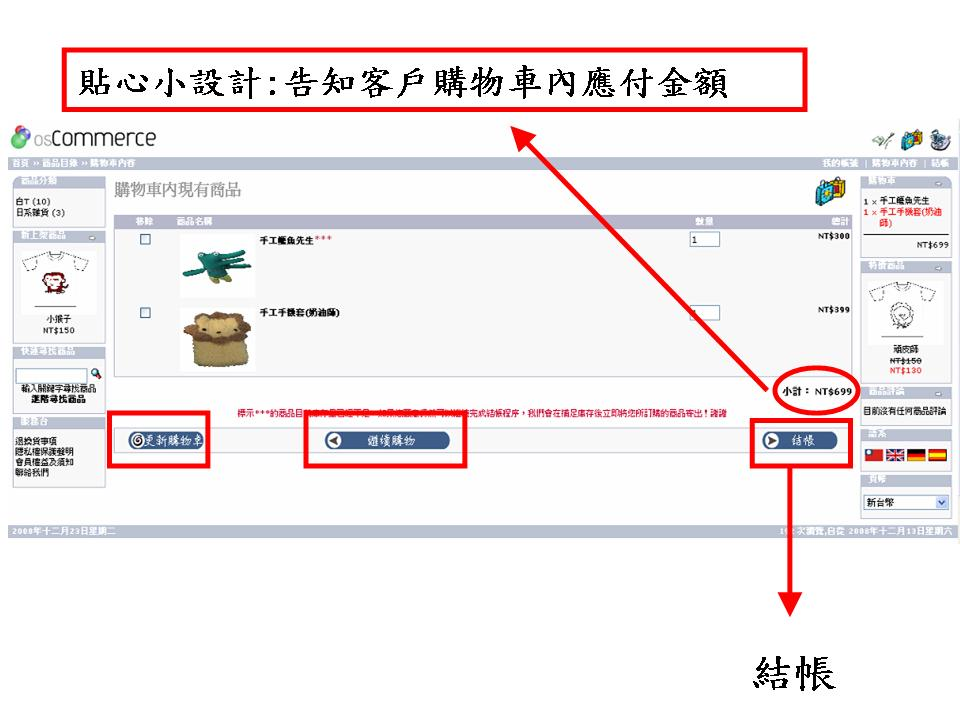 貼心小設計:告知客戶購物車內應付金額
osCommerce
首頁 » 商品目錄 » 購物車內容
我的帳號 | 購物車內容 | 結帳
商品分類
白T (10)
日系雜貨 (3)
新上架商品
小猴子
NT$150
快速尋找商品
輸入關鍵字尋找商品
進階尋找商品
服務台
退換貨事項
隱私權保護聲明
會員權益及須知
聯絡我們
購物車內現有商品
移除 商品名稱 數量 總計
手工鱷魚先生*** 1 NT$300
手工手機套(奶油獅) NT$399
小計: NT$699
標示***的商品目前庫存量
完成結帳程序,我們會在補足庫存後立即將您所訂購的商品寄出!謝謝
更新購物車
繼續購物
結帳
購物車
1 x 手工鱷魚先生
1 x 手工手機套(奶油
獅)
NT$699
特價商品
頑皮獅
NT$150
NT$130
商品評論
目前沒有任何商品評論
語系
貨幣
新台幣
2008年十二月23日星期二
次瀏覽,自從 2008年十二月13日星期六
結帳